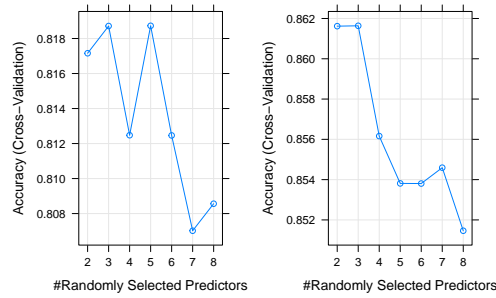 Accuracy (Cross−Validation)
0.818
0.816
0.814
0.812
0.810
0.808
2 3 4 5 6 7 8
#Randomly Selected Predictors
Accuracy (Cross−Validation)
0.862
0.860
0.858
0.856
0.854
0.852
2 3 4 5 6 7 8
#Randomly Selected Predictors